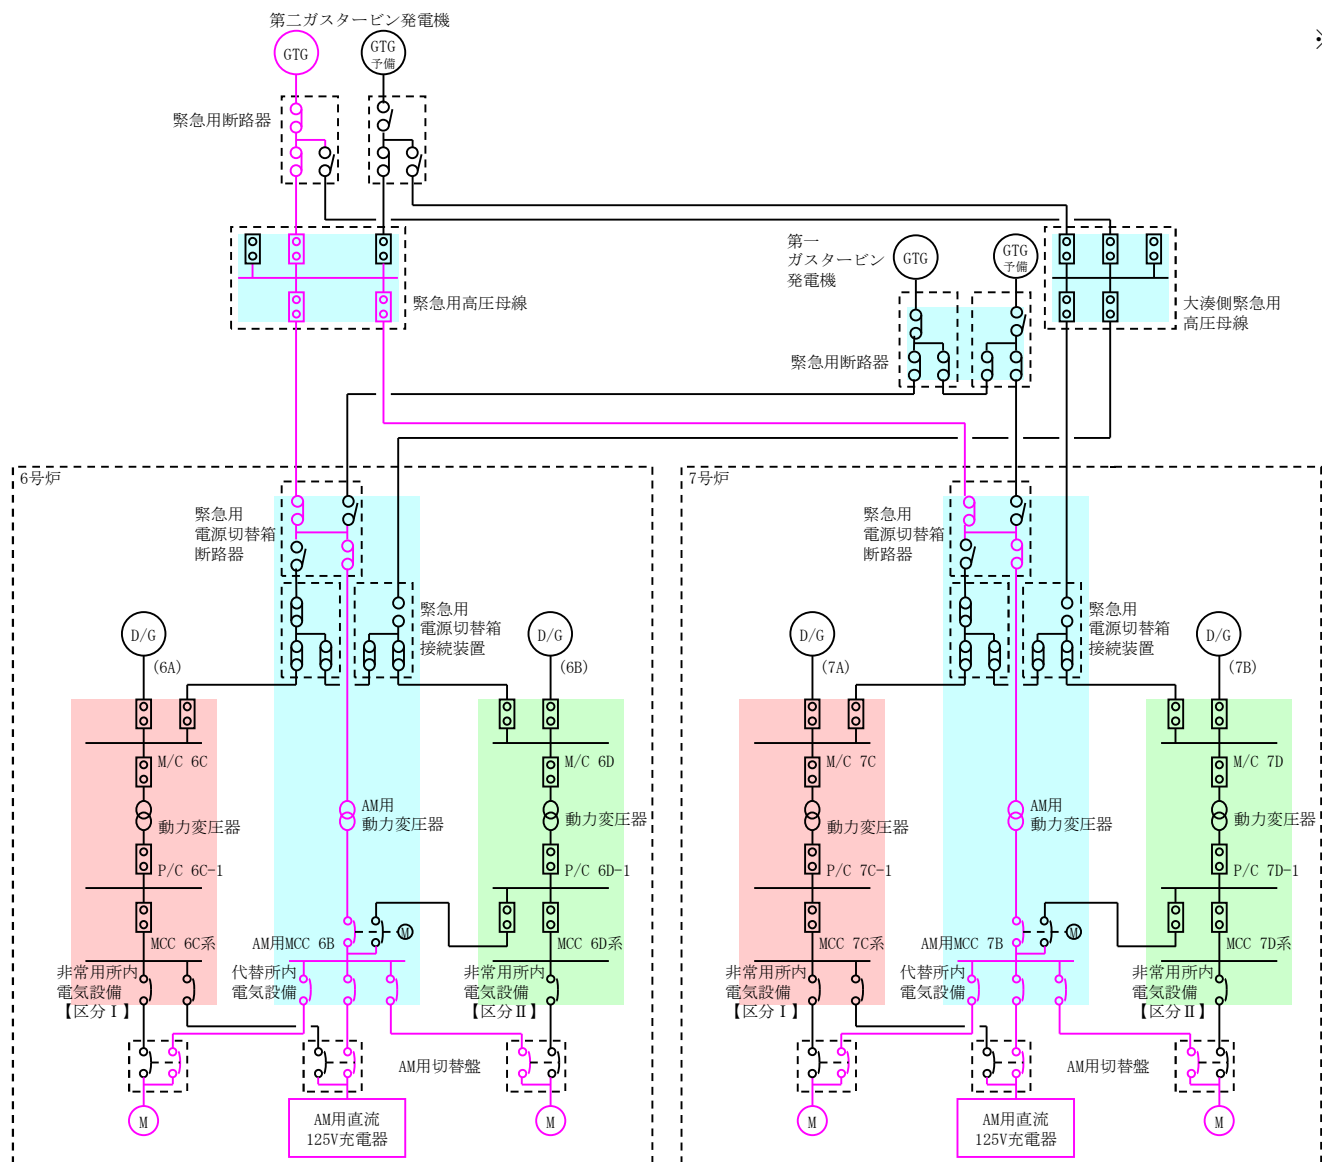 第二ガスタービン発電機
※
GTG
GTG
予備
緊急用断路器
第一
ガスタービン
発電機
GTG
GTG
予備
緊急用高圧母線
大湊側緊急用
高圧母線
緊急用断路器
6号炉
緊急用
電源切替箱
断路器
緊急用
電源切替箱
接続装置
D/G
(6A)
D/G
(6B)
M/C 6C
M/C 6D
AM用
動力変圧器
動力変圧器
動力変圧器
P/C 6C-1
P/C 6D-1
M
MCC 6C系
AM用MCC 6B
MCC 6D系
非常用所内
電気設備
【区分Ⅰ】
代替所内
電気設備
非常用所内
電気設備
【区分Ⅱ】
AM用切替盤
M
AM用直流
125V充電器
M
7号炉
緊急用
電源切替箱
断路器
緊急用
電源切替箱
接続装置
D/G
(7A)
D/G
(7B)
M/C 7C
M/C 7D
AM用
動力変圧器
動力変圧器
動力変圧器
P/C 7C-1
P/C 7D-1
M
MCC 7C系
AM用MCC 7B
MCC 7D系
非常用所内
電気設備
【区分Ⅰ】
代替所内
電気設備
非常用所内
電気設備
【区分Ⅱ】
AM用切替盤
M
AM用直流
125V充電器
M